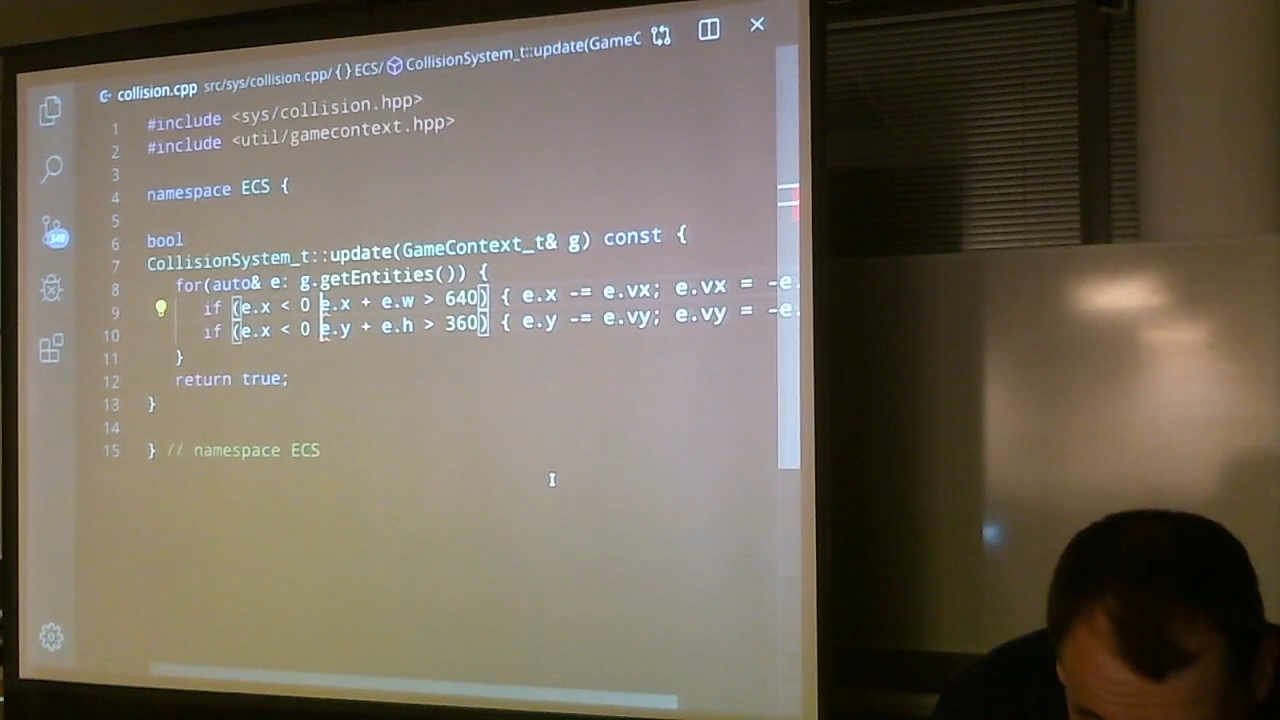 collision.cpp src/sys/collision.cpp/ {} ECS/ CollisionSystem_t::update(GameC
1 #include <sys/collision.hpp>
2 #include <util/gamecontext.hpp>
3
4 namespace ECS {
5
6 bool
7 CollisionSystem_t::update(GameContext_t& g) const {
8 for(auto& e: g.getEntities()) {
9 if (e.x < 0 e.x + e.w > 640) { e.x -= e.vx; e.vx = -e.
10 if (e.x < 0 e.y + e.h > 360) { e.y -= e.vy; e.vy = -e.
11 }
12 return true;
13 }
14
15 } // namespace ECS
349